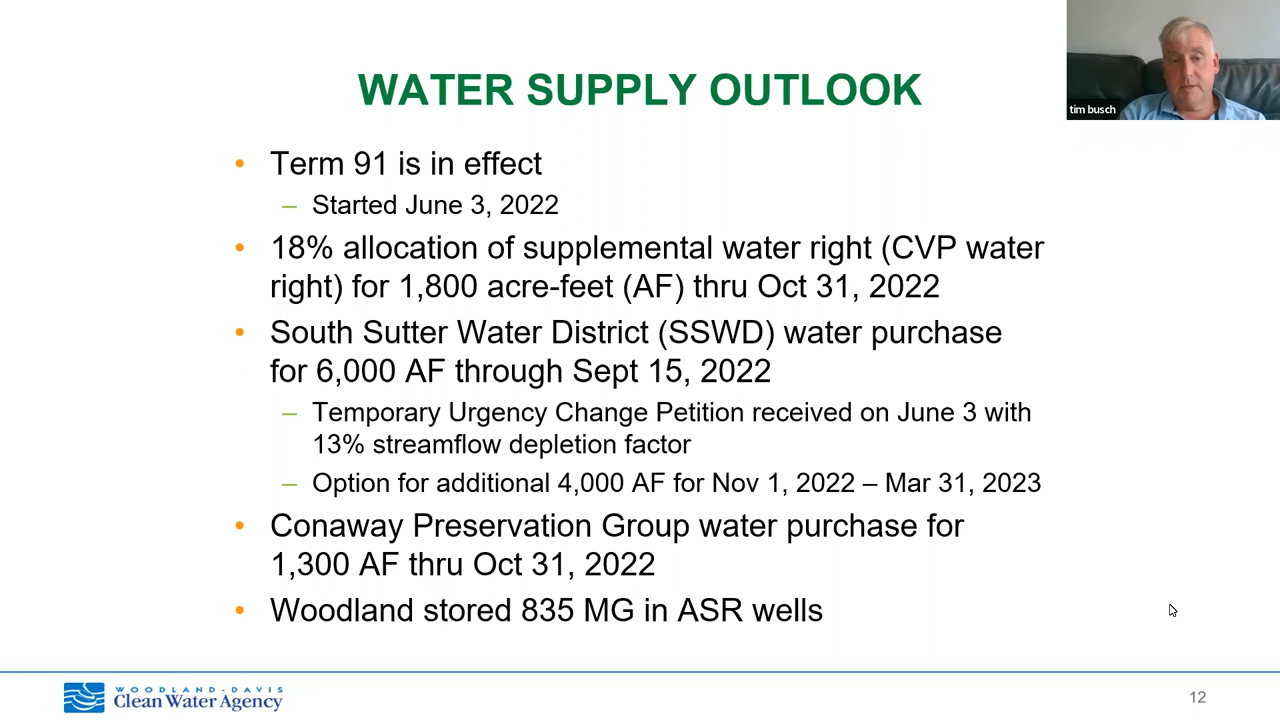 WATER SUPPLY OUTLOOK
tim busch
• Term 91 is in effect
– Started June 3, 2022
• 18% allocation of supplemental water right (CVP water
right) for 1,800 acre-feet (AF) thru Oct 31, 2022
• South Sutter Water District (SSWD) water purchase
for 6,000 AF through Sept 15, 2022
– Temporary Urgency Change Petition received on June 3 with
13% streamflow depletion factor
– Option for additional 4,000 AF for Nov 1, 2022 – Mar 31, 2023
• Conaway Preservation Group water purchase for
1,300 AF thru Oct 31, 2022
• Woodland stored 835 MG in ASR wells
WOODLAND-DAVIS
Clean Water Agency
12